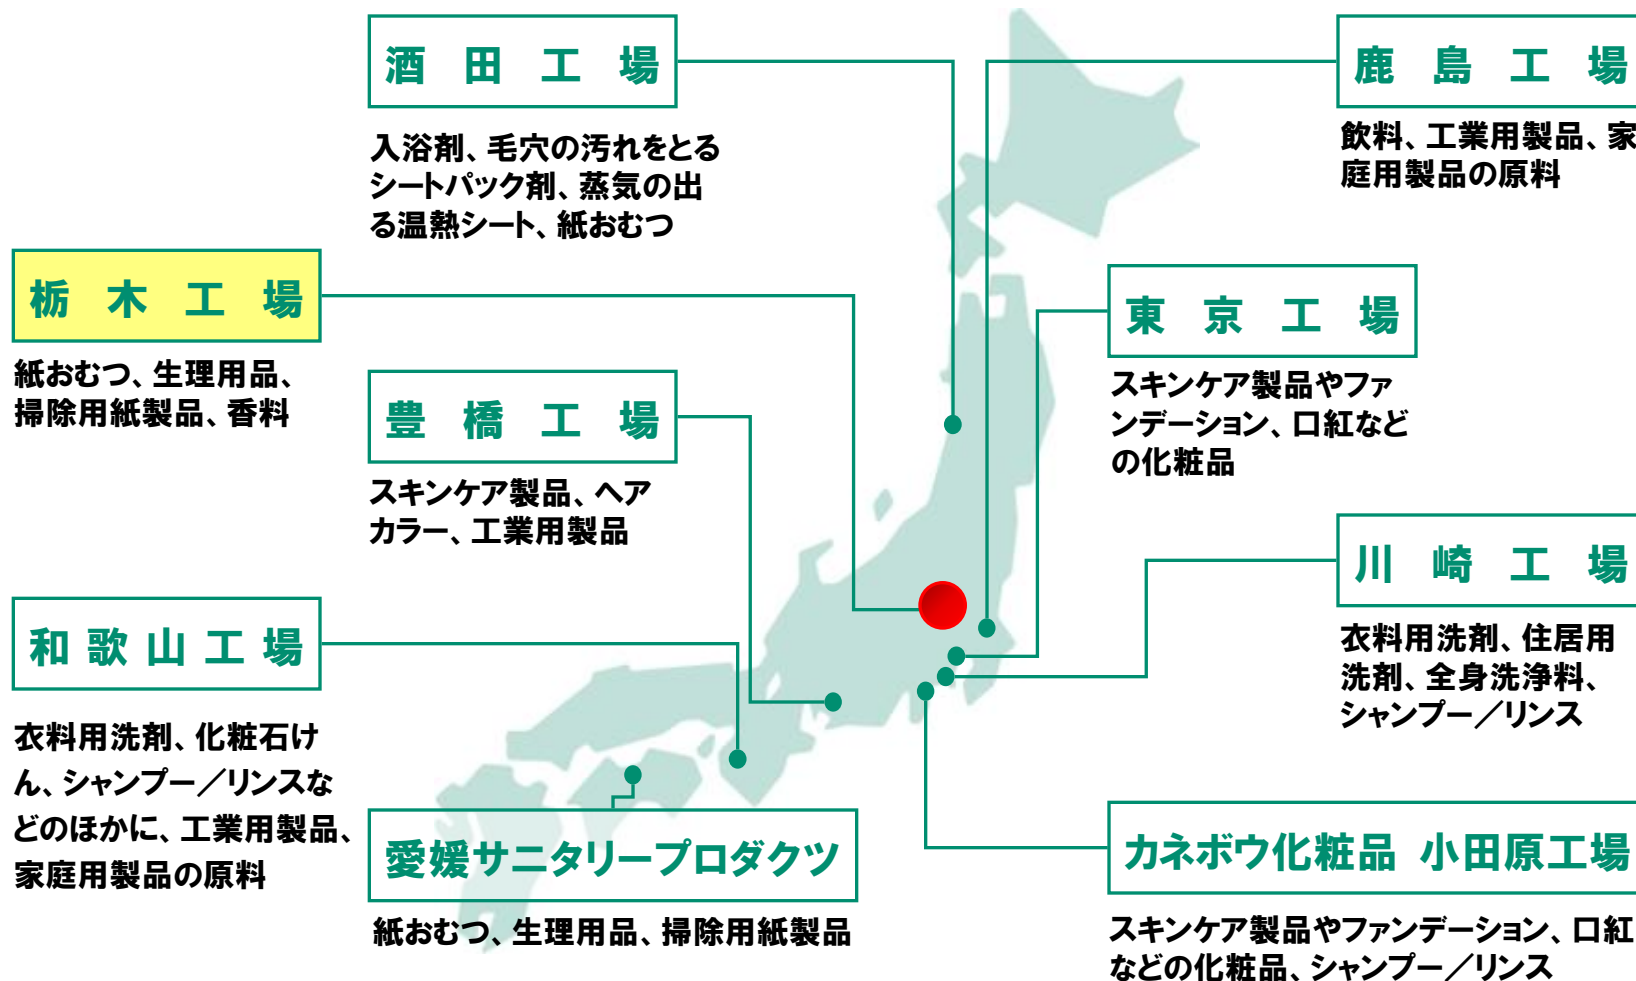 酒田工場
入浴剤、毛穴の汚れをとる
シートパック剤、蒸気の出
る温熱シート、紙おむつ
鹿島工場
飲料、工業用製品、家
庭用製品の原料
栃木工場
紙おむつ、生理用品、
掃除用紙製品、香料
東京工場
スキンケア製品やファ
ンデーション、口紅など
の化粧品
豊橋工場
スキンケア製品、ヘア
カラー、工業用製品
川崎工場
衣料用洗剤、住居用
洗剤、全身洗浄料、
シャンプー／リンス
和歌山工場
衣料用洗剤、化粧石け
ん、シャンプー／リンスな
どのほかに、工業用製品、
家庭用製品の原料
愛媛サニタリープロダクツ
紙おむつ、生理用品、掃除用紙製品
カネボウ化粧品 小田原工場
スキンケア製品やファンデーション、口紅
などの化粧品、シャンプー／リンス